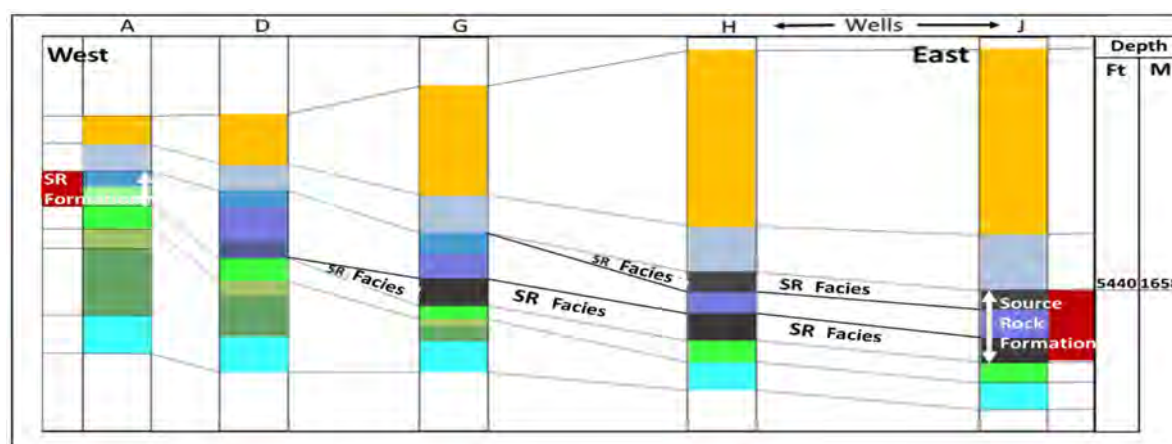 A D G H Wells J
West East Depth
Ft M
SR
Formation
SR Facies
SR Facies
SR Facies
SR Facies
SR Facies
5440 1658
Source
Rock
Formation